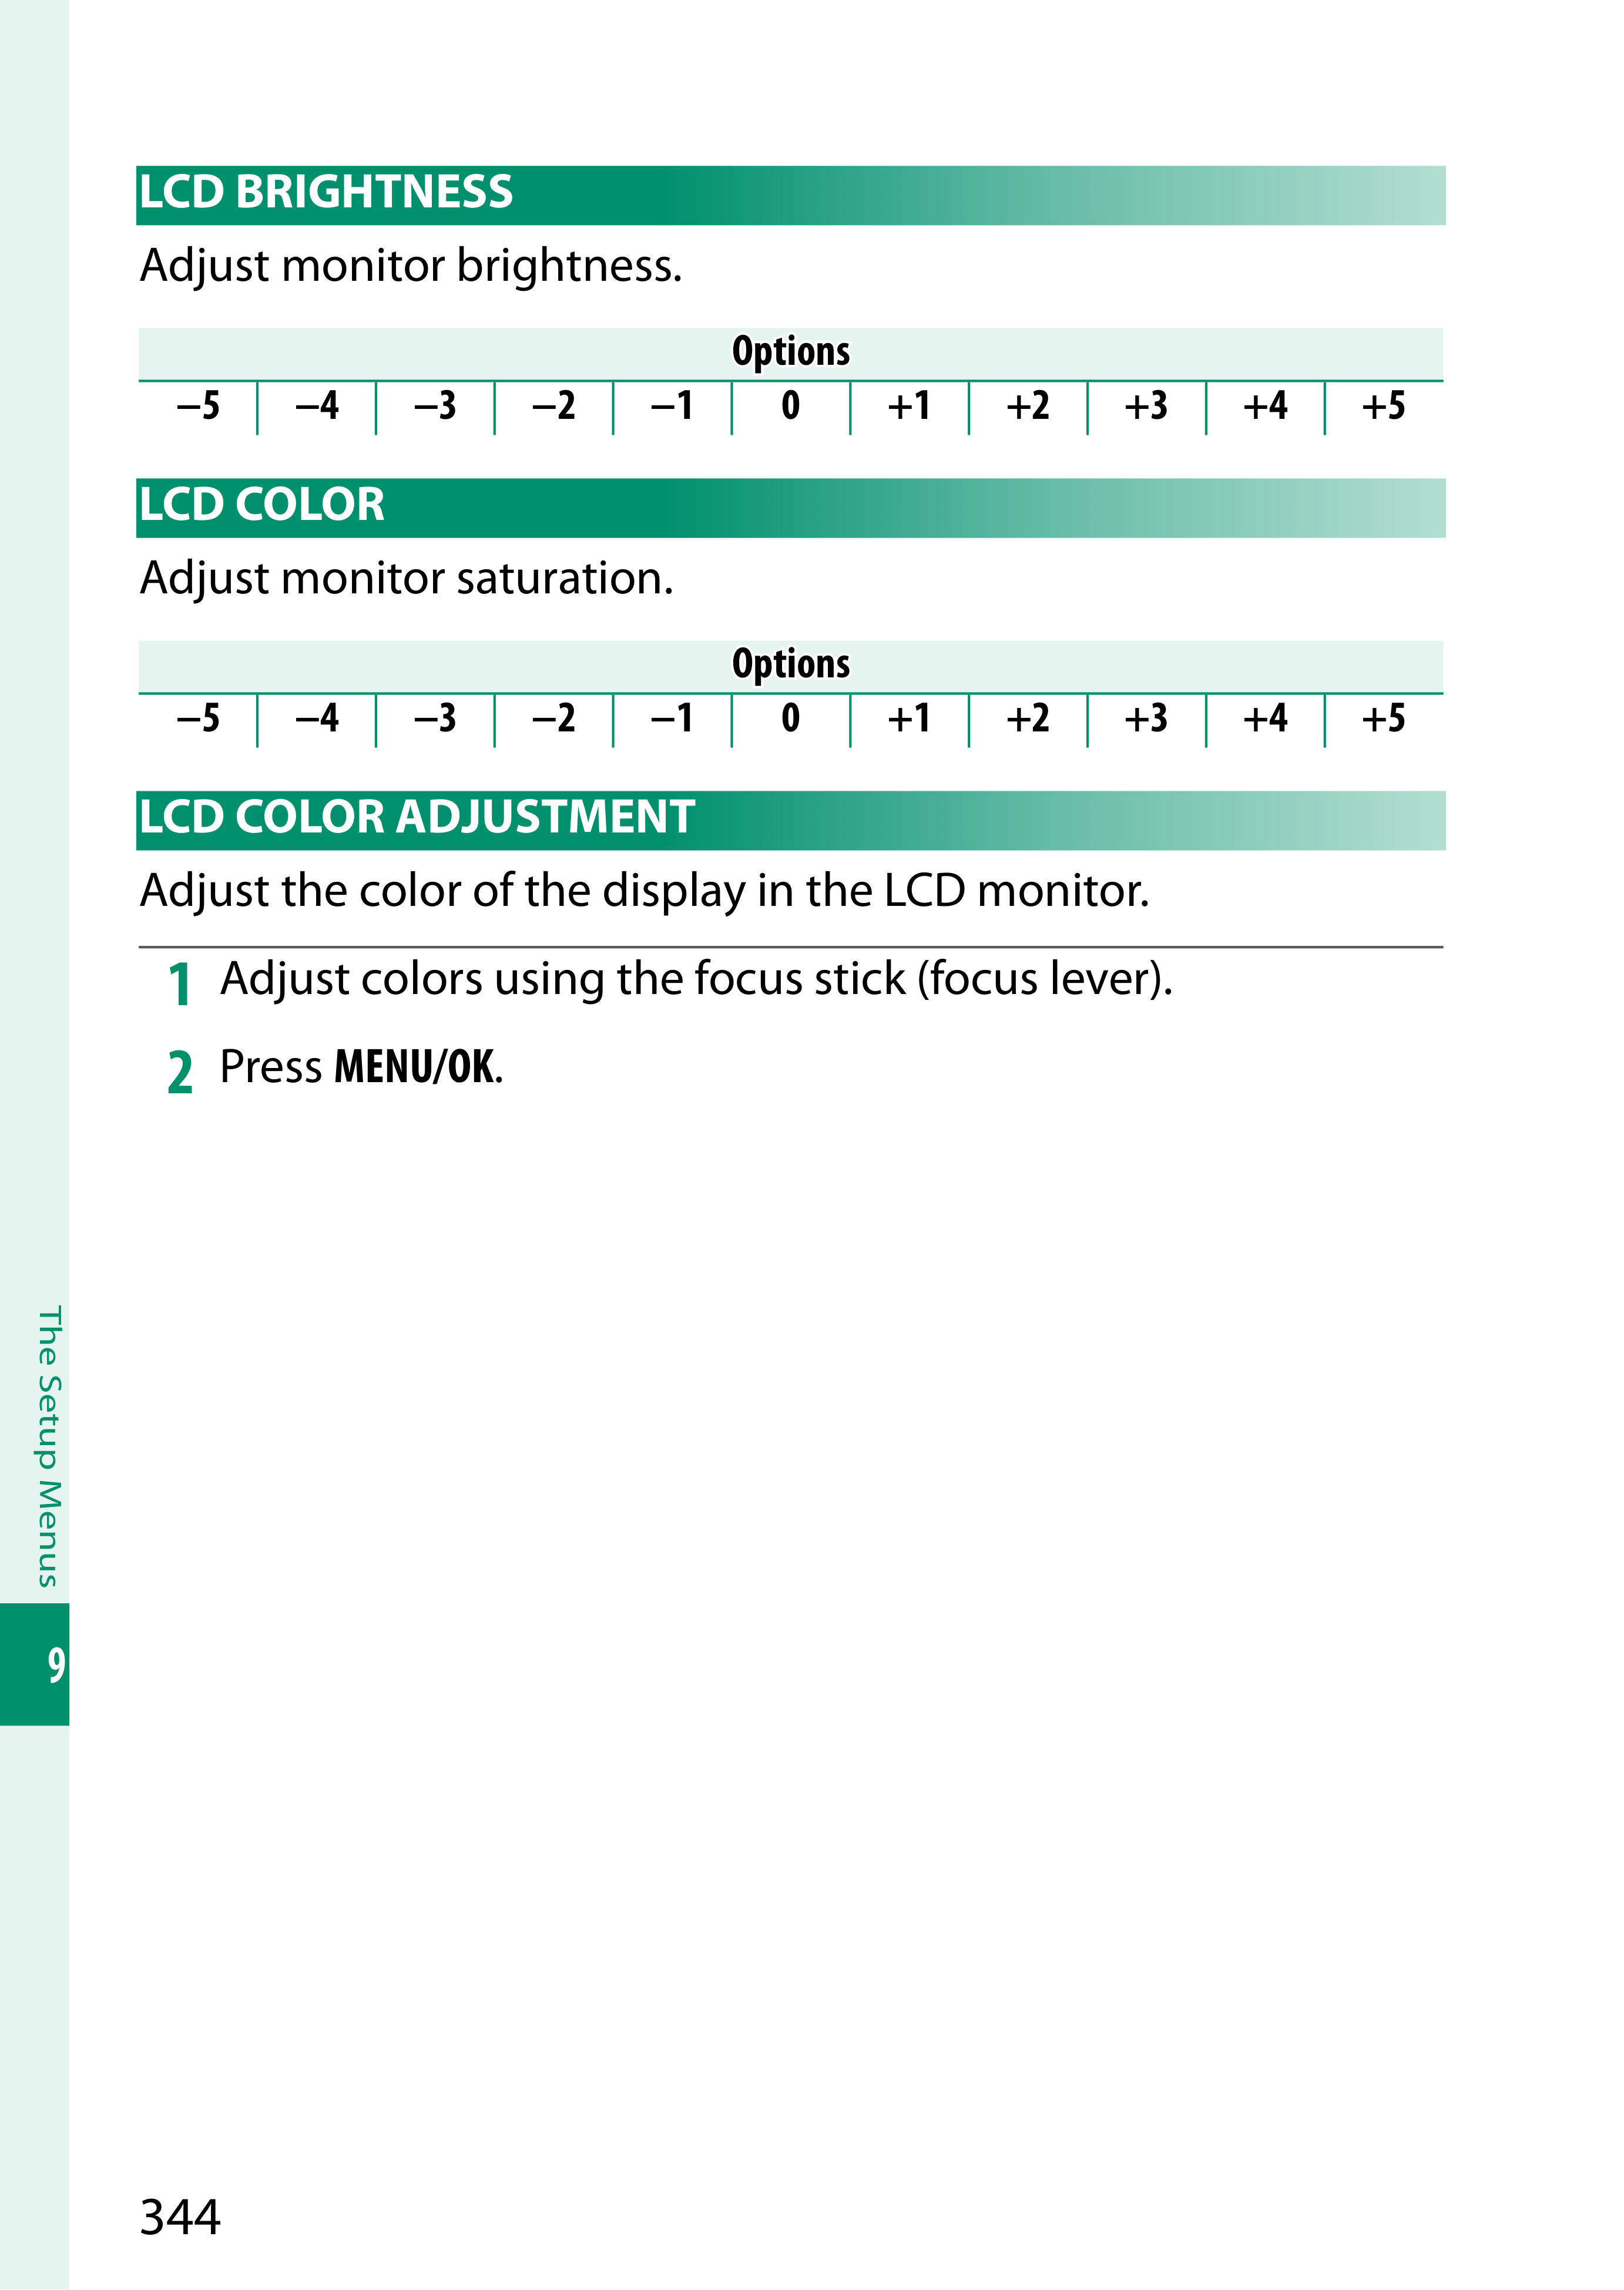 LCD BRIGHTNESS
Adjust monitor brightness.
Options
−5 −4 −3 −2 −1 0 +1 +2 +3 +4 +5
LCD COLOR
Adjust monitor saturation.
Options
−5 −4 −3 −2 −1 0 +1 +2 +3 +4 +5
LCD COLOR ADJUSTMENT
Adjust the color of the display in the LCD monitor.
1 Adjust colors using the focus stick (focus lever).
2 Press MENU/OK.
The Setup Menus
9
344